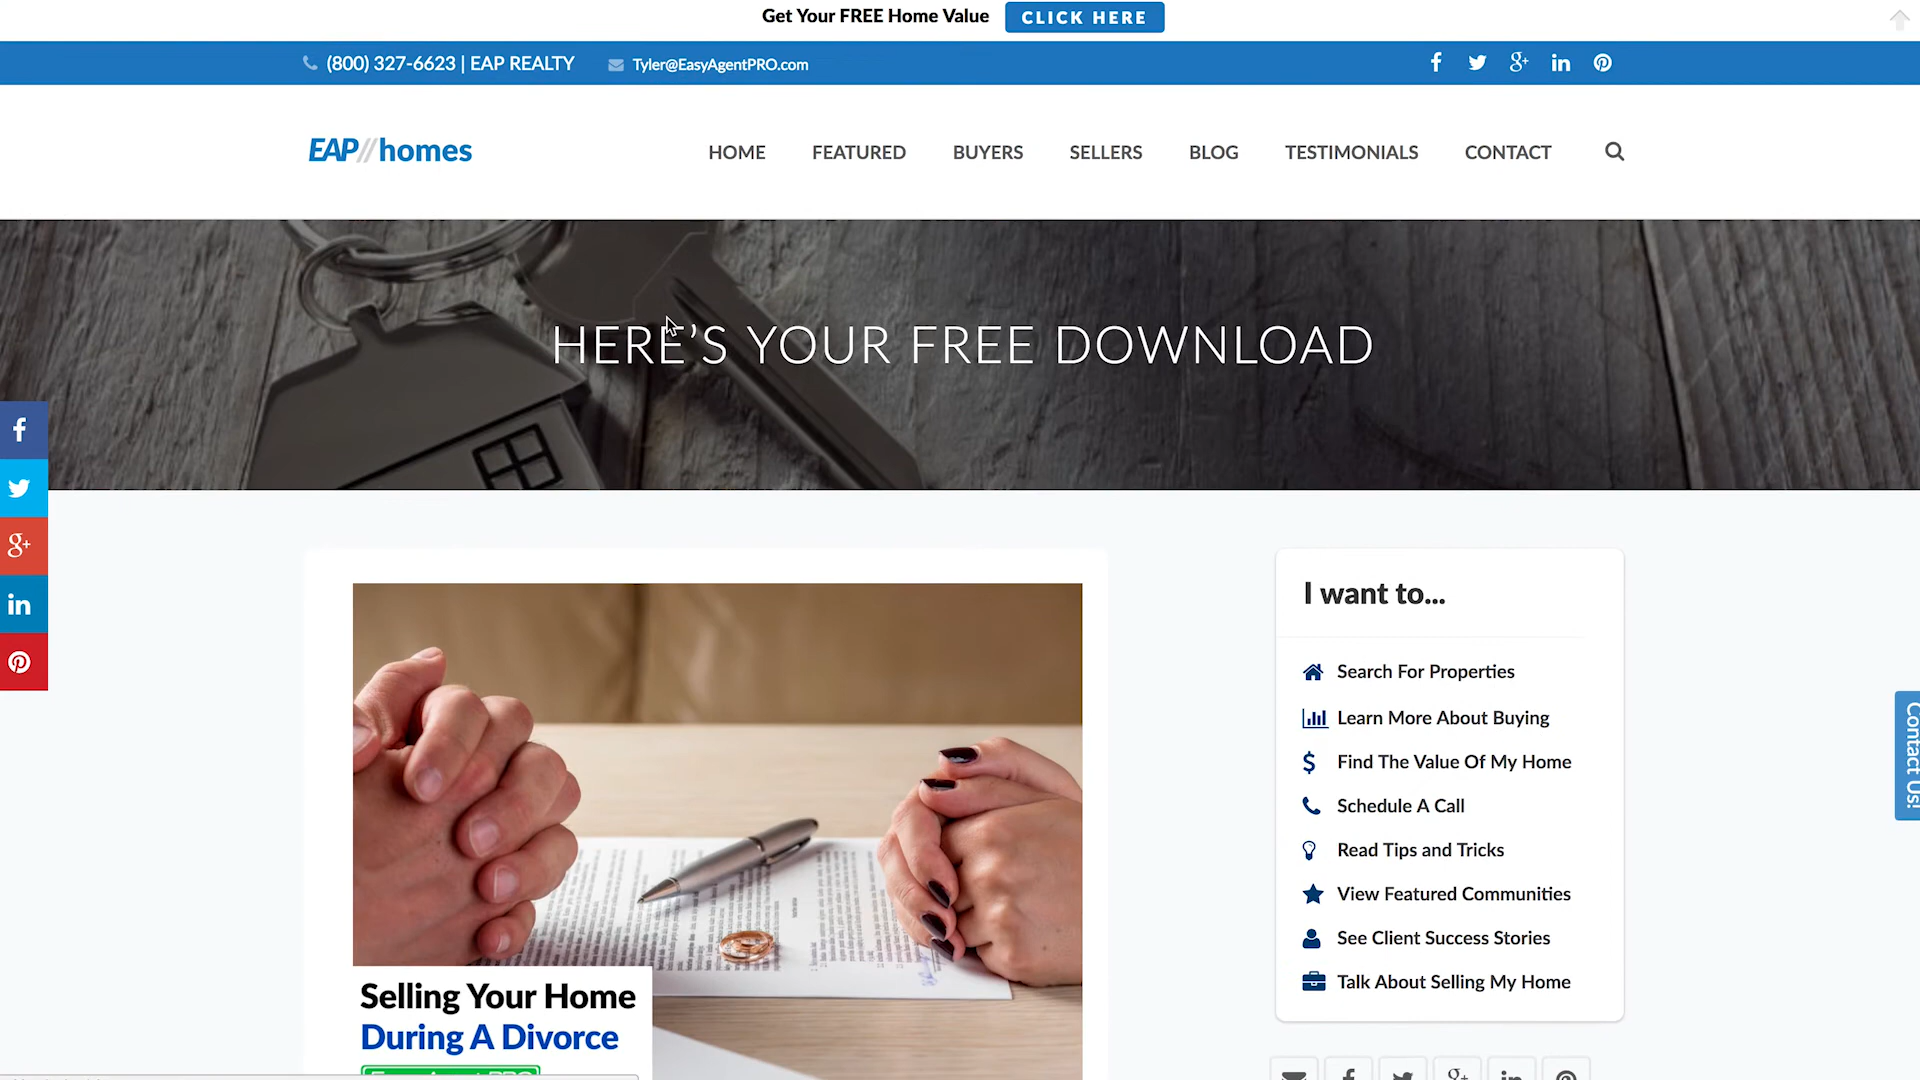 Get Your FREE Home Value CLICK HERE
(800) 327-6623 | EAP REALTY Tyler@EasyAgentPRO.com
EAP//homes
HOME FEATURED BUYERS SELLERS BLOG TESTIMONIALS CONTACT
HERE'S YOUR FREE DOWNLOAD
I want to...
Search For Properties
Learn More About Buying
Find The Value Of My Home
Schedule A Call
Read Tips and Tricks
View Featured Communities
See Client Success Stories
Talk About Selling My Home
Contact Us!
Selling Your Home
During A Divorce